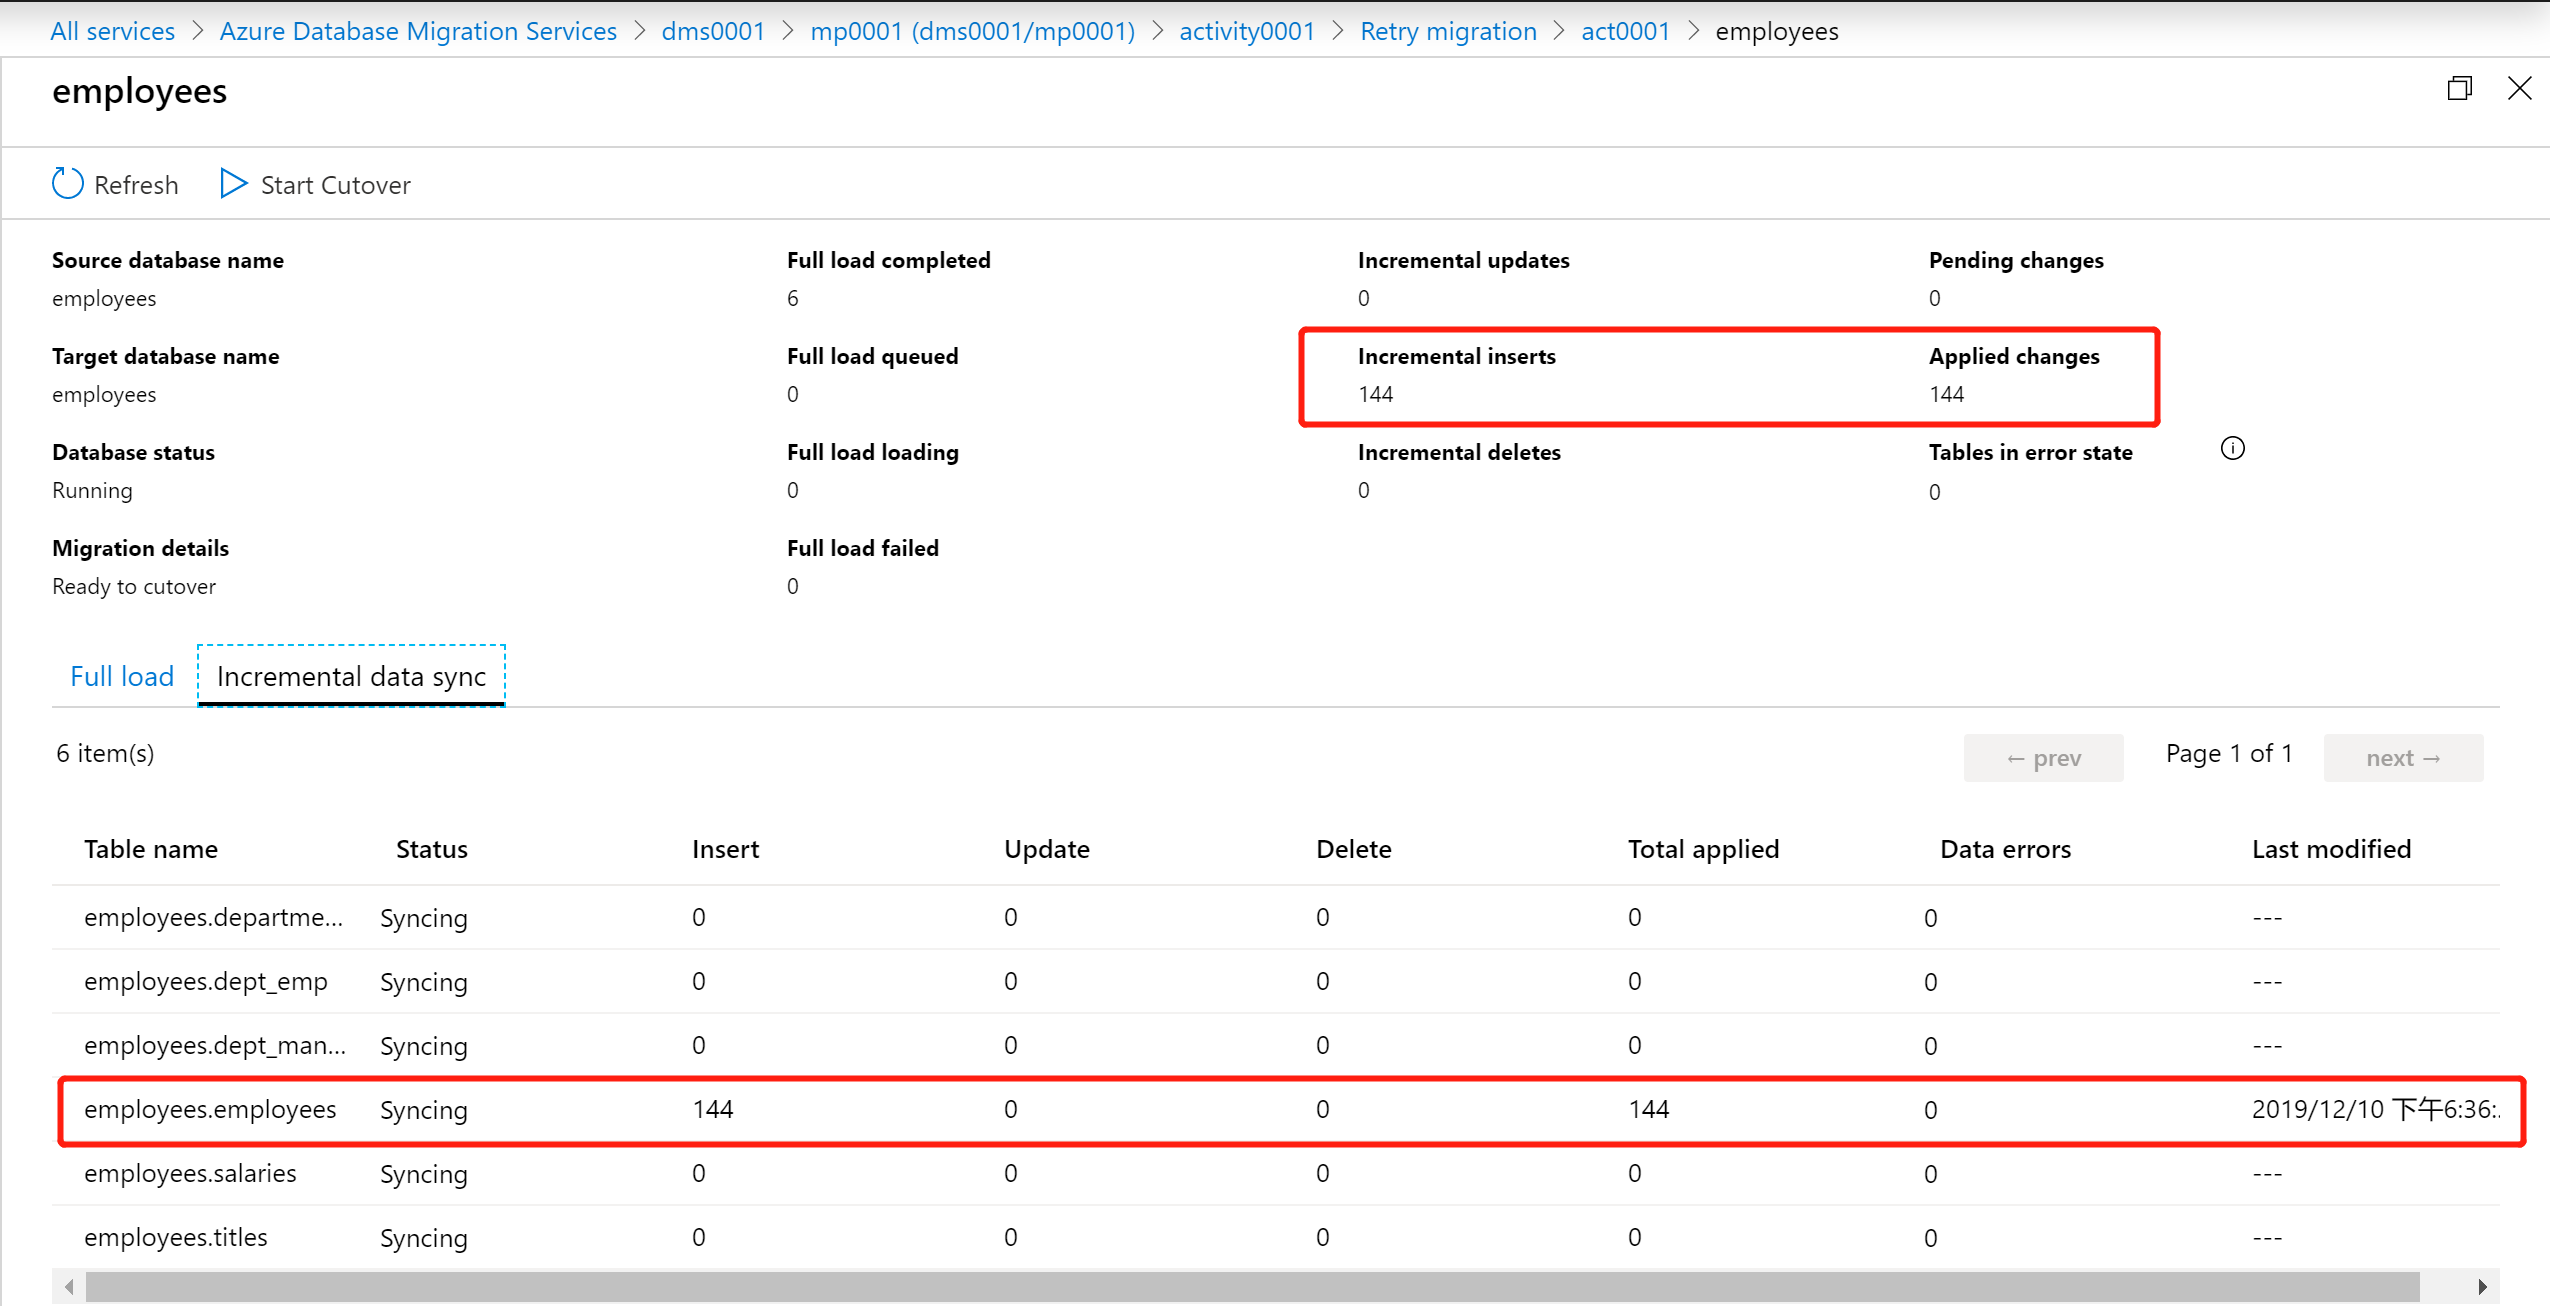 All services > Azure Database Migration Services > dms0001 > mp0001 (dms0001/mp0001) > activity0001 > Retry migration > act0001 > employees
employees
Refresh Start Cutover
Source database name Full load completed Incremental updates Pending changes
employees 6 0 0
Target database name Full load queued Incremental inserts Applied changes
employees 0 144 144
Database status Full load loading Incremental deletes Tables in error state
Running 0 0 0
Migration details Full load failed
Ready to cutover 0
Full load Incremental data sync
6 item(s) ← prev Page 1 of 1 next →
Table name Status Insert Update Delete Total applied Data errors Last modified
employees.departme... Syncing 0 0 0 0 0 ---
employees.dept_emp Syncing 0 0 0 0 0 ---
employees.dept_man... Syncing 0 0 0 0 0 ---
employees.employees Syncing 144 0 0 144 0 2019/12/10 下午6:36:.
employees.salaries Syncing 0 0 0 0 0 ---
employees.titles Syncing 0 0 0 0 0 ---